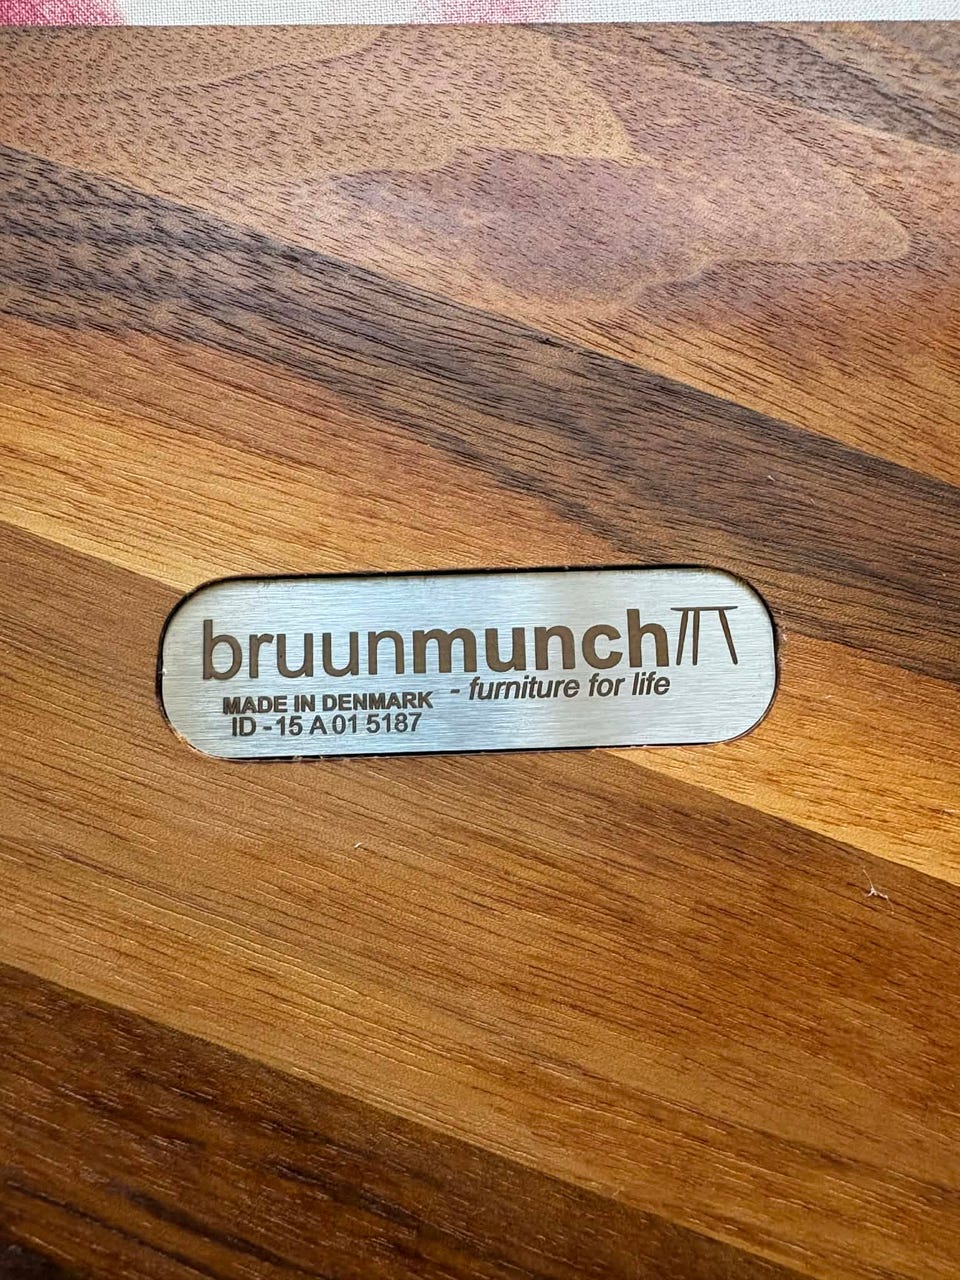 bruunmunch
- furniture for life
MADE IN DENMARK
ID - 15 A 01 5187